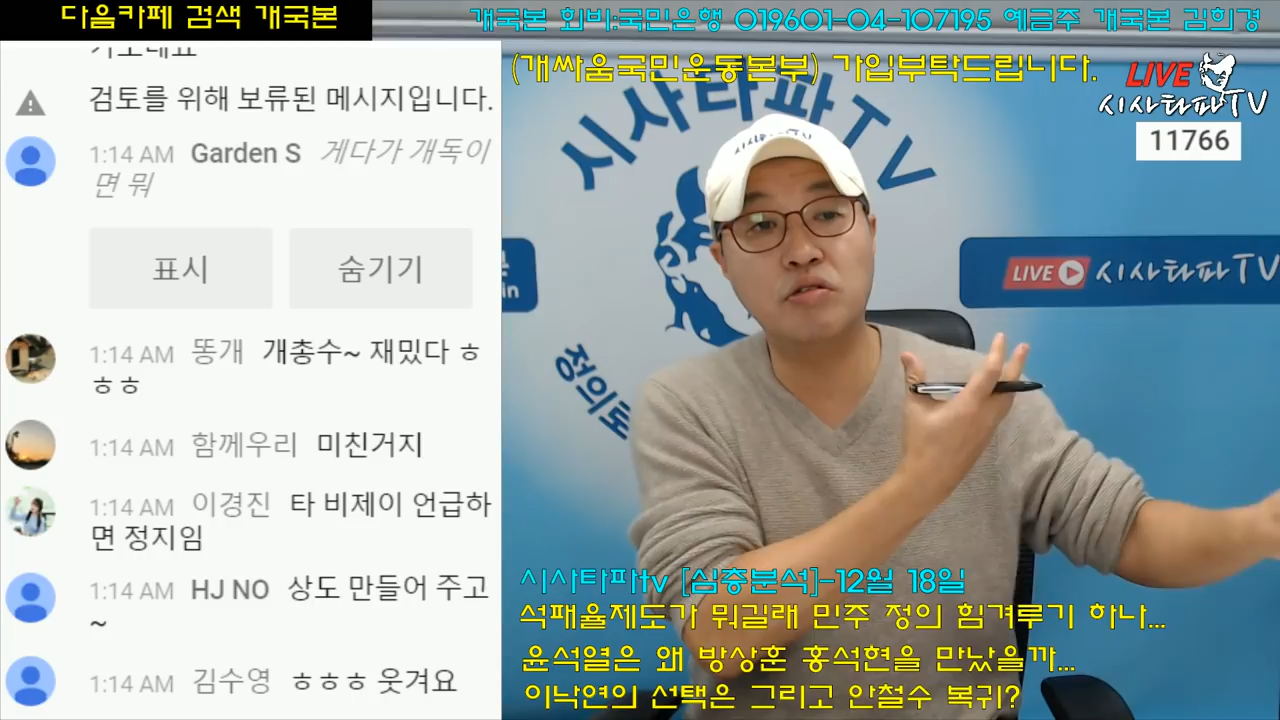 다음카페 검색 개국본
개국본 회비:국민은행 019601-04-107195 예금주 개국본 김희경
(개싸움국민운동본부) 가입부탁드립니다.
LIVE
시사타파TV
11766
검토를 위해 보류된 메시지입니다.
1:14 AM Garden S 게다가 개독이
면 뭐
표시 숨기기
1:14 AM 똥개 개총수~ 재밌다 ㅎ
ㅎㅎ
1:14 AM 함께우리 미친거지
1:14 AM 이경진 타 비제이 언급하
면 정지임
1:14 AM HJ NO 상도 만들어 주고
~
1:14 AM 김수영 ㅎㅎㅎ 웃겨요
시사타파TV
LIVE 시사타파TV
in
정의로
시사타파tv [심층분석]-12월 18일
석패율제도가 뭐길래 민주 정의 힘겨루기 하나...
윤석열은 왜 방상훈 홍석현을 만났을까...
이낙연의 선택은 그리고 안철수 복귀?